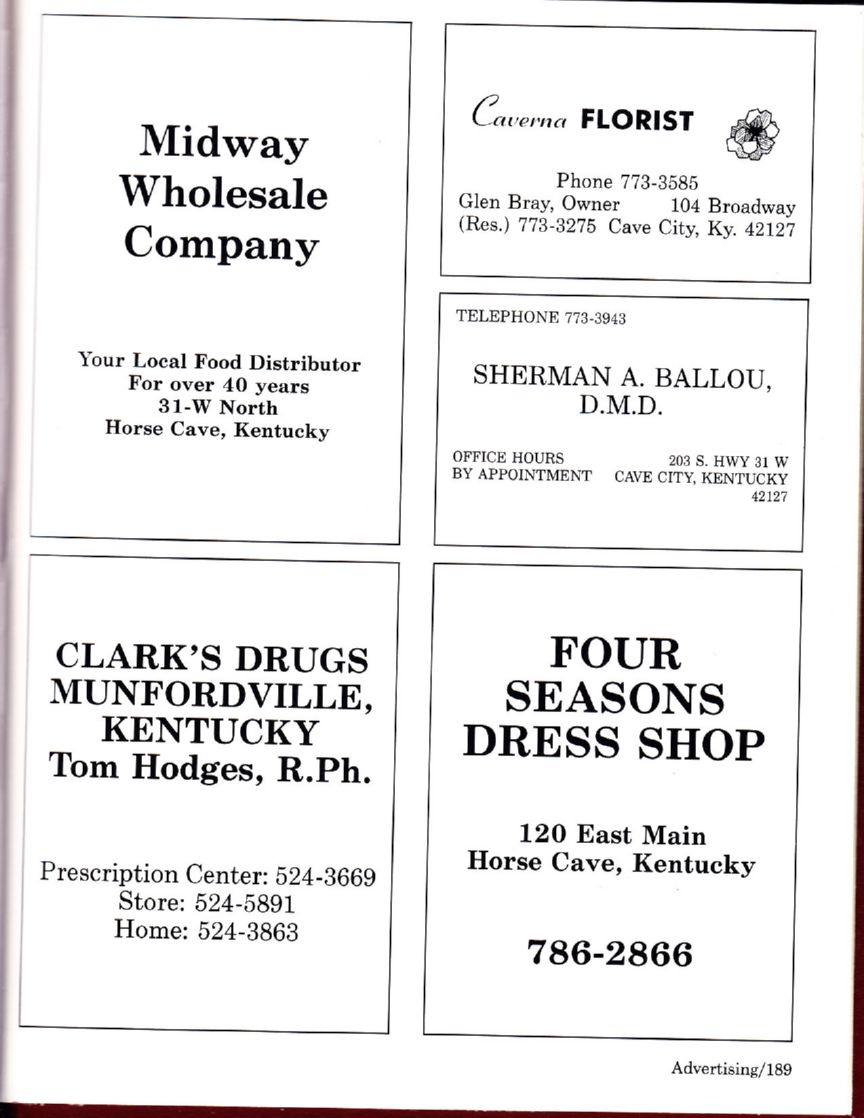 Midway
Wholesale
Company
Your Local Food Distributor
For over 40 years
31-W North
Horse Cave, Kentucky
Caverna FLORIST
Phone 773-3585
Glen Bray, Owner 104 Broadway
(Res.) 773-3275 Cave City, Ky. 42127
TELEPHONE 773-3943
SHERMAN A. BALLOU,
D.M.D.
OFFICE HOURS 203 S. HWY 31 W
BY APPOINTMENT CAVE CITY, KENTUCKY
42127
CLARK'S DRUGS
MUNFORDVILLE,
KENTUCKY
Tom Hodges, R.Ph.
Prescription Center: 524-3669
Store: 524-5891
Home: 524-3863
FOUR
SEASONS
DRESS SHOP
120 East Main
Horse Cave, Kentucky
786-2866
Advertising/189